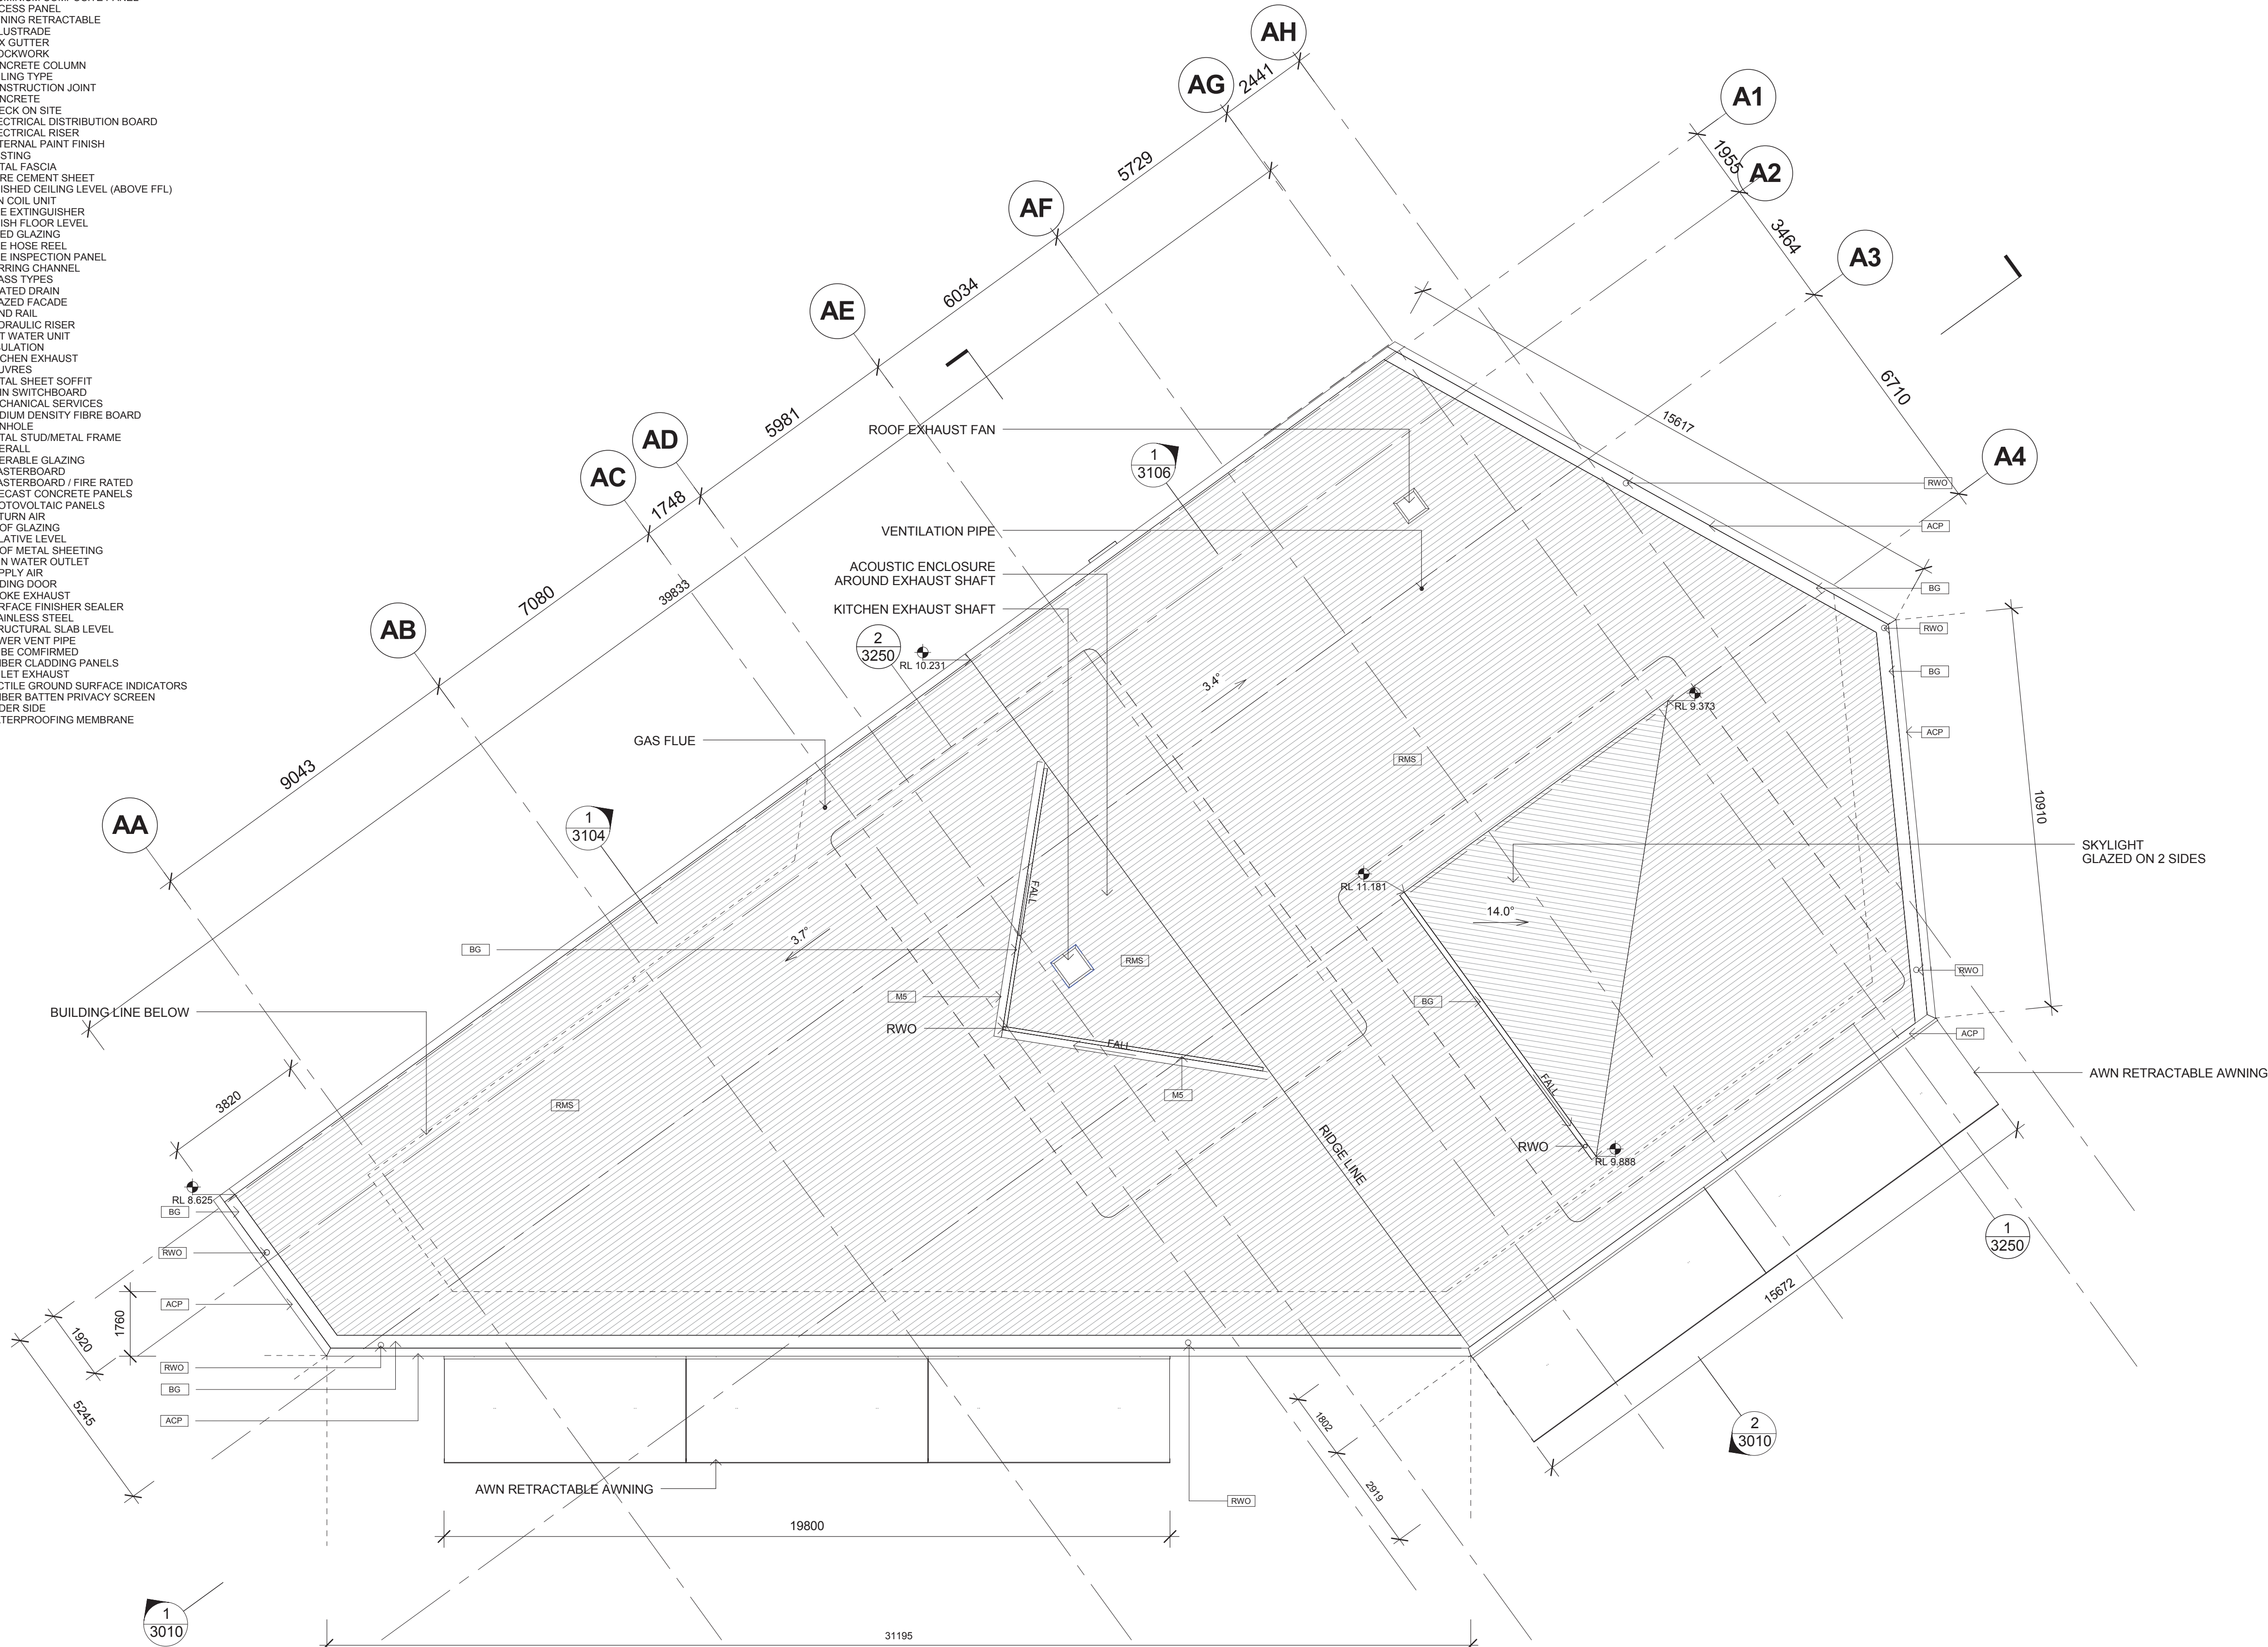 CESS PANEL
NING RETRACTABLE
LUSTRADE
X GUTTER
OCKWORK
NCRETE COLUMN
LING TYPE
NSTRUCTION JOINT
NCRETE
ECK ON SITE
ECTRICAL DISTRIBUTION BOARD
ECTRICAL RISER
TERNAL PAINT FINISH
STING
TAL FASCIA
RE CEMENT SHEET
ISHED CEILING LEVEL (ABOVE FFL)
N COIL UNIT
E EXTINGUISHER
ISH FLOOR LEVEL
ED GLAZING
E HOSE REEL
E INSPECTION PANEL
RRING CHANNEL
ASS TYPES
ATED DRAIN
AZED FACADE
ND RAIL
DRAULIC RISER
T WATER UNIT
ULATION
CHEN EXHAUST
UVRES
TAL SHEET SOFFIT
IN SWITCHBOARD
CHANICAL SERVICES
DIUM DENSITY FIBRE BOARD
NHOLE
TAL STUD/METAL FRAME
ERALL
ERABLE GLAZING
ASTERBOARD
ASTERBOARD / FIRE RATED
ECAST CONCRETE PANELS
OTOVOLTAIC PANELS
TURN AIR
OF GLAZING
LATIVE LEVEL
OF METAL SHEETING
N WATER OUTLET
PPLY AIR
DING DOOR
OKE EXHAUST
RFACE FINISHER SEALER
AINLESS STEEL
RUCTURAL SLAB LEVEL
WER VENT PIPE
BE COMFIRMED
BER CLADDING PANELS
LET EXHAUST
CTILE GROUND SURFACE INDICATORS
BER BATTEN PRIVACY SCREEN
DER SIDE
TERPROOFING MEMBRANE
AH
AG
AF
AE
AD
AC
AB
AA
2441
5729
6034
5981
1748
7080
9043
39833
A1
A2
A3
A4
1955
3464
6710
15617
10910
ROOF EXHAUST FAN
1
3106
VENTILATION PIPE
ACOUSTIC ENCLOSURE
AROUND EXHAUST SHAFT
KITCHEN EXHAUST SHAFT
2
3250
RL 10.231
GAS FLUE
1
3104
RWO
ACP
BG
RWO
BG
ACP
3.4°
RL 9.373
RMS
SKYLIGHT
GLAZED ON 2 SIDES
RL 11.181
14.0°
FALL
BG
3.7°
RMS
RWO
M5
BG
BUILDING LINE BELOW
RWO
FALL
ACP
AWN RETRACTABLE AWNING
M5
RMS
FALL
3820
RIDGE LINE
RWO
RL 9.888
RL 8.625
BG
RWO
1
3250
15672
ACP
1760
1920
5245
RWO
BG
ACP
1802
2919
2
3010
AWN RETRACTABLE AWNING
RWO
19800
1
3010
31195